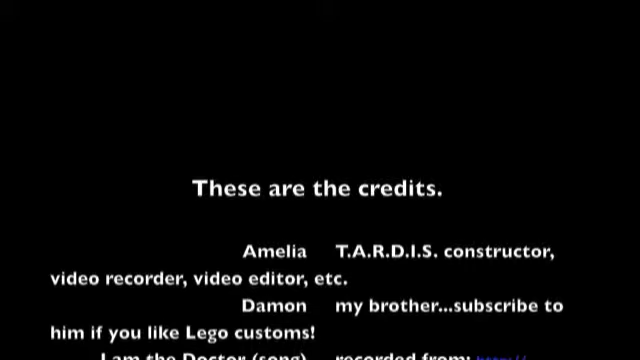 These are the credits.
Amelia T.A.R.D.I.S. constructor,
video recorder, video editor, etc.
Damon my brother...subscribe to
him if you like Lego customs!
I am the Doctor (song) recorded from: http://